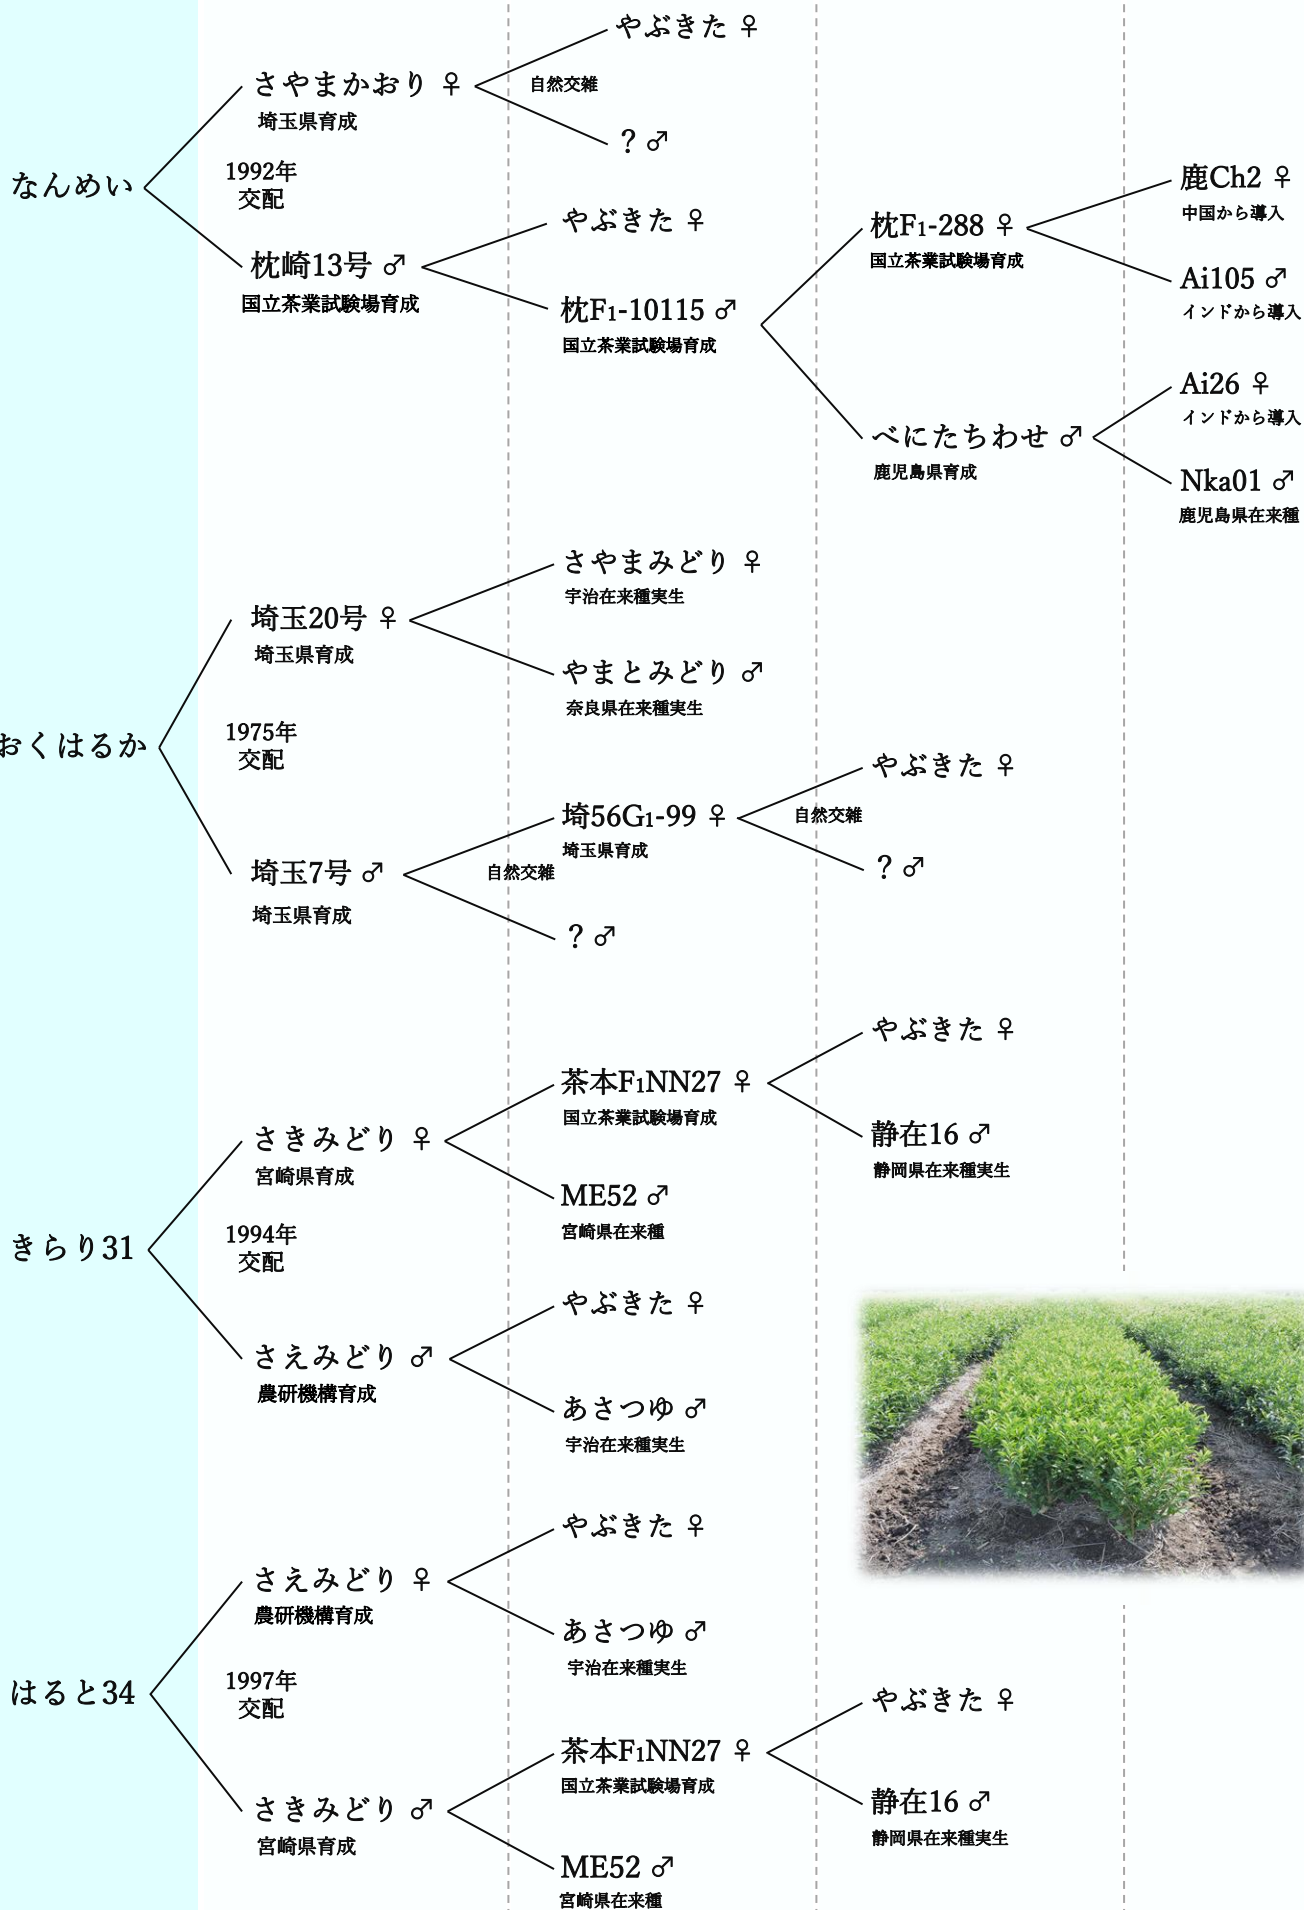 なんめい
さやまかおり ♀
埼玉県育成
1992年
交配
枕崎13号 ♂
国立茶業試験場育成
やぶきた ♀
自然交雑
? ♂
やぶきた ♀
枕F1-10115 ♂
国立茶業試験場育成
枕F1-288 ♀
国立茶業試験場育成
べにたちわせ ♂
鹿児島県育成
鹿Ch2 ♀
中国から導入
Ai105 ♂
インドから導入
Ai26 ♀
インドから導入
Nka01 ♂
鹿児島県在来種
おくはるか
埼玉20号 ♀
埼玉県育成
1975年
交配
埼玉7号 ♂
埼玉県育成
さやまみどり ♀
宇治在来種実生
やまとみどり ♂
奈良県在来種実生
埼56G1-99 ♀
埼玉県育成
自然交雑
? ♂
やぶきた ♀
自然交雑
? ♂
きらり31
さきみどり ♀
宮崎県育成
1994年
交配
さえみどり ♂
農研機構育成
茶本F1NN27 ♀
国立茶業試験場育成
ME52 ♂
宮崎県在来種
やぶきた ♀
あさつゆ ♂
宇治在来種実生
やぶきた ♀
静在16 ♂
静岡県在来種実生
はると34
さえみどり ♀
農研機構育成
1997年
交配
さきみどり ♂
宮崎県育成
やぶきた ♀
あさつゆ ♂
宇治在来種実生
茶本F1NN27 ♀
国立茶業試験場育成
ME52 ♂
宮崎県在来種
やぶきた ♀
静在16 ♂
静岡県在来種実生